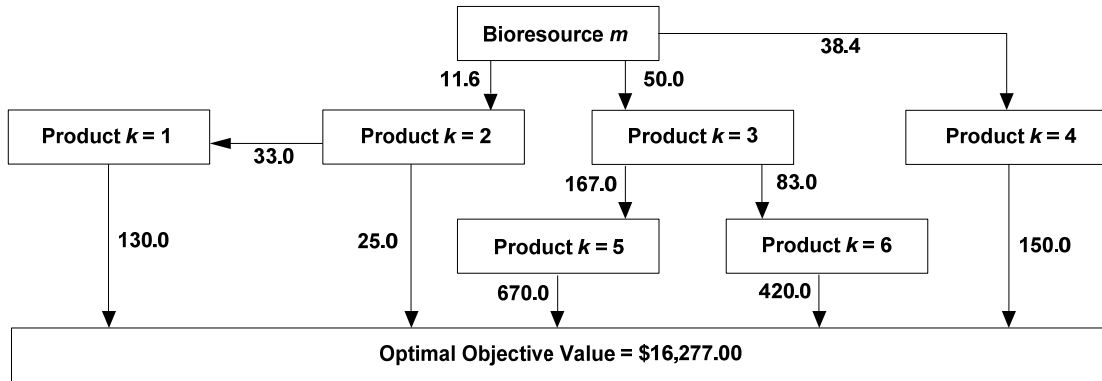 Bioresource m
38.4
11.6
50.0
Product k = 1
Product k = 2
Product k = 3
Product k = 4
33.0
167.0
83.0
130.0
25.0
Product k = 5
Product k = 6
150.0
670.0
420.0
Optimal Objective Value = $16,277.00